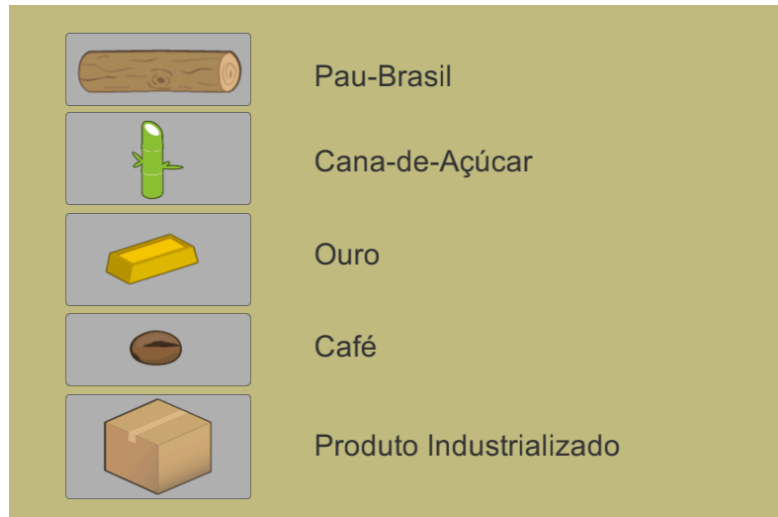 Pau-Brasil
Cana-de-Açúcar
Ouro
Café
Produto Industrializado